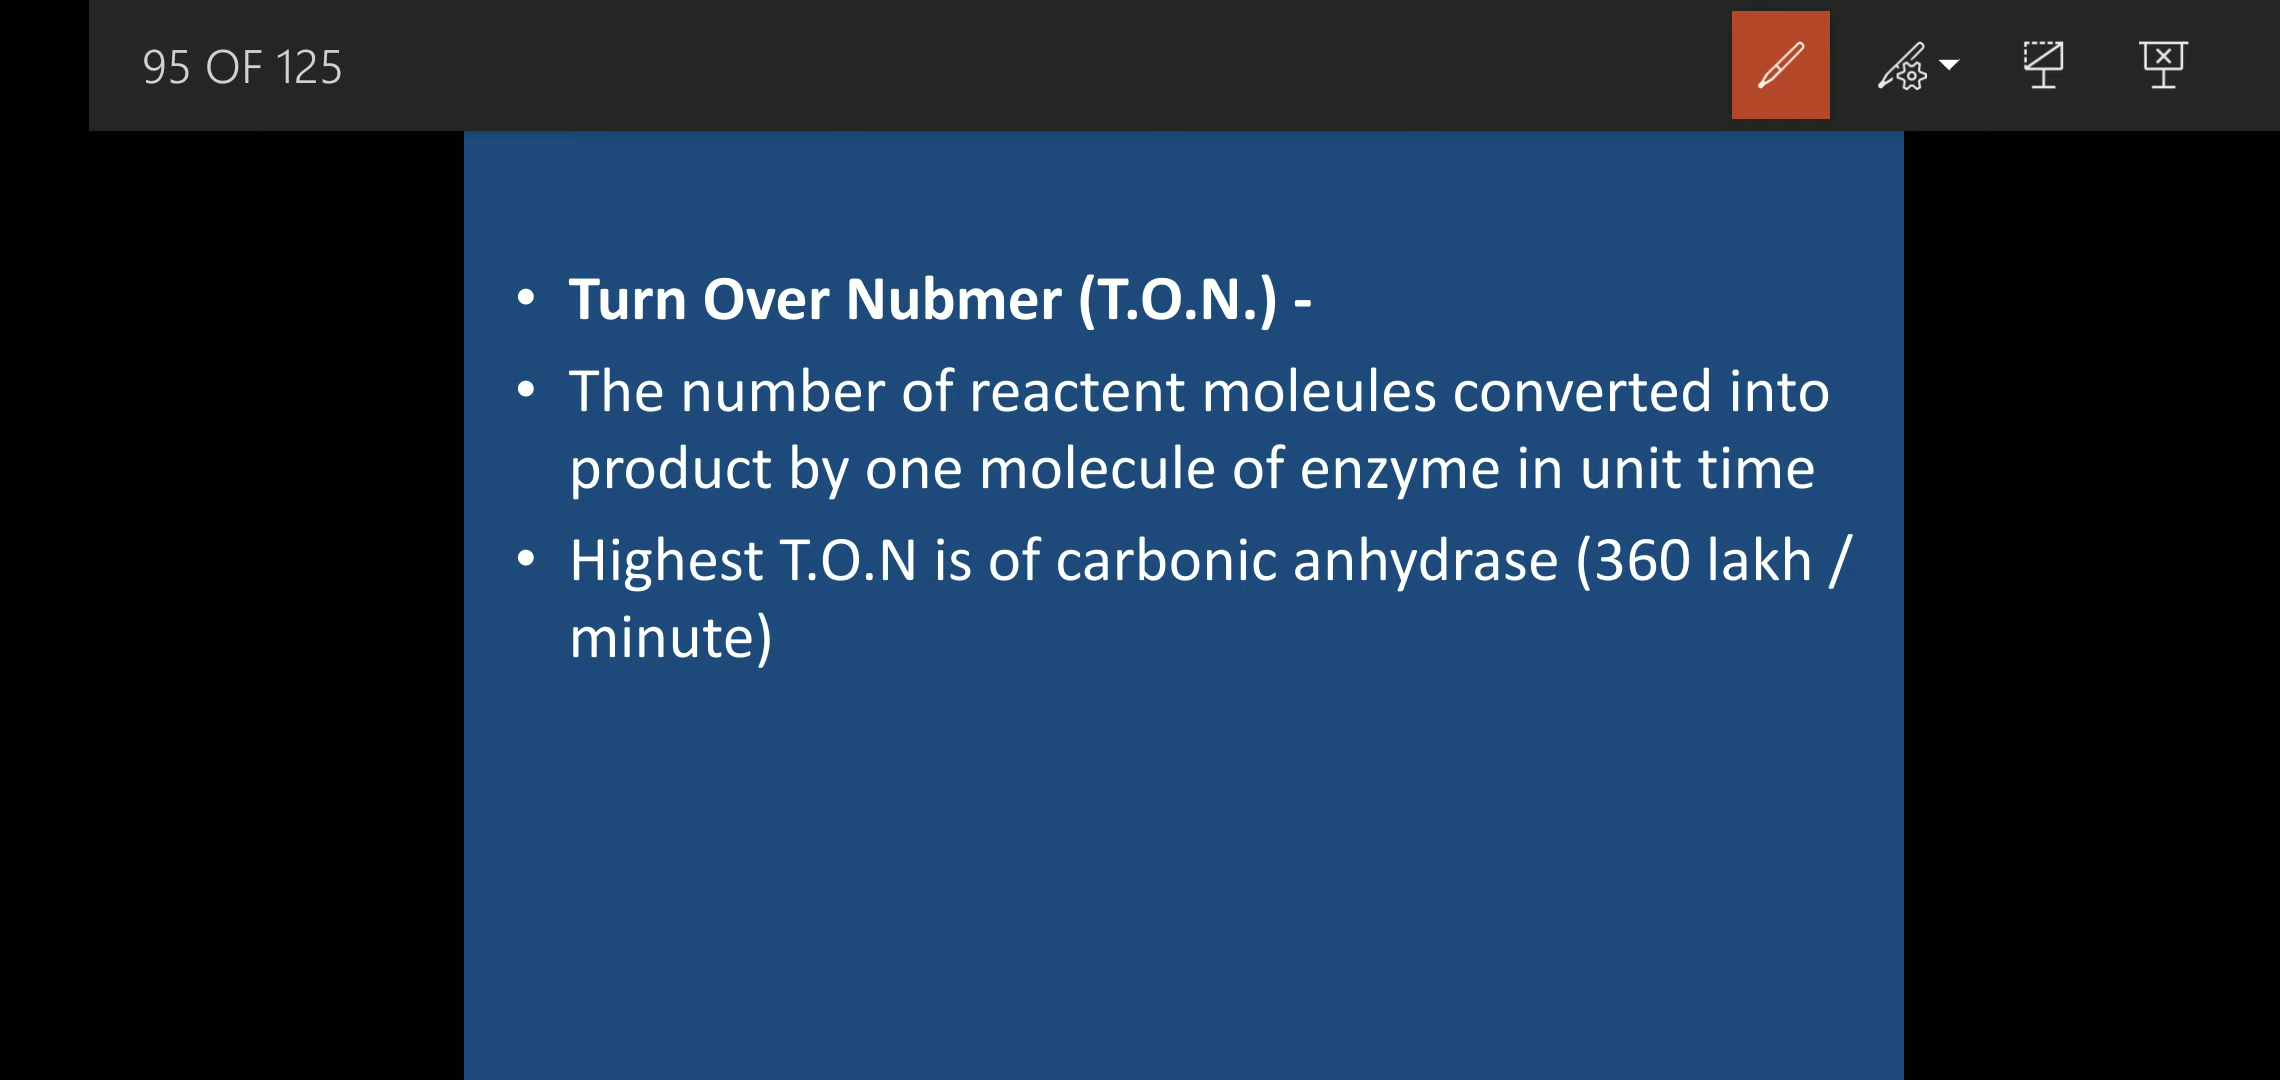 95 OF 125
• Turn Over Nubmer (T.O.N.) -
• The number of reactent moleules converted into
product by one molecule of enzyme in unit time
• Highest T.O.N is of carbonic anhydrase (360 lakh /
minute)